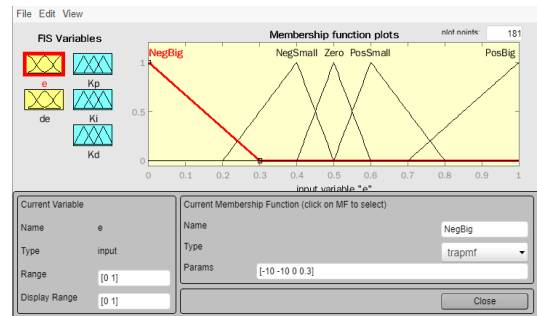 File Edit View
FIS Variables
Membership function plots
plot points:
181
NegBig
NegSmall
Zero
PosSmall
PosBig
e
Kp
de
Ki
Kd
1
0.5
0
0 0.1 0.2 0.3 0.4 0.5 0.6 0.7 0.8 0.9 1
input variable "e"
Current Variable
Name e
Type input
Range [0 1]
Display Range [0 1]
Current Membership Function (click on MF to select)
Name NegBig
Type trapmf
Params [-10 -10 0 0.3]
Close